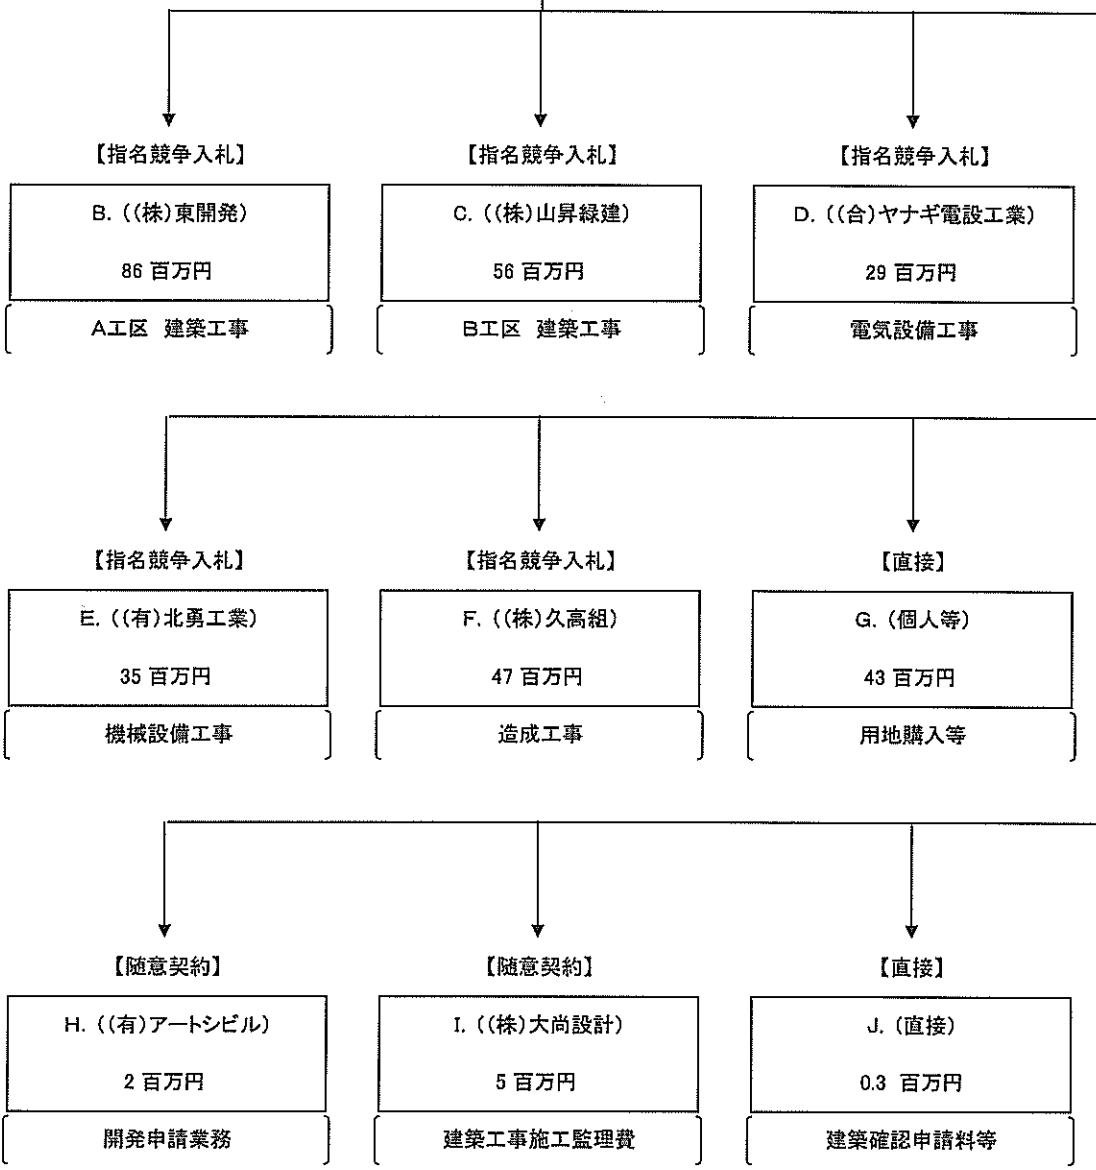 【指名競争入札】 【指名競争入札】 【指名競争入札】
B. ((株)東開発) C. ((株)山昇緑建) D. ((合)ヤナギ電設工業)
86 百万円 56 百万円 29 百万円
A工区 建築工事 B工区 建築工事 電気設備工事
【指名競争入札】 【指名競争入札】 【直接】
E. ((有)北勇工業) F. ((株)久高組) G. (個人等)
35 百万円 47 百万円 43 百万円
機械設備工事 造成工事 用地購入等
【随意契約】 【随意契約】 【直接】
H. ((有)アートシビル) I. ((株)大尚設計) J. (直接)
2 百万円 5 百万円 0.3 百万円
開発申請業務 建築工事施工監理費 建築確認申請料等